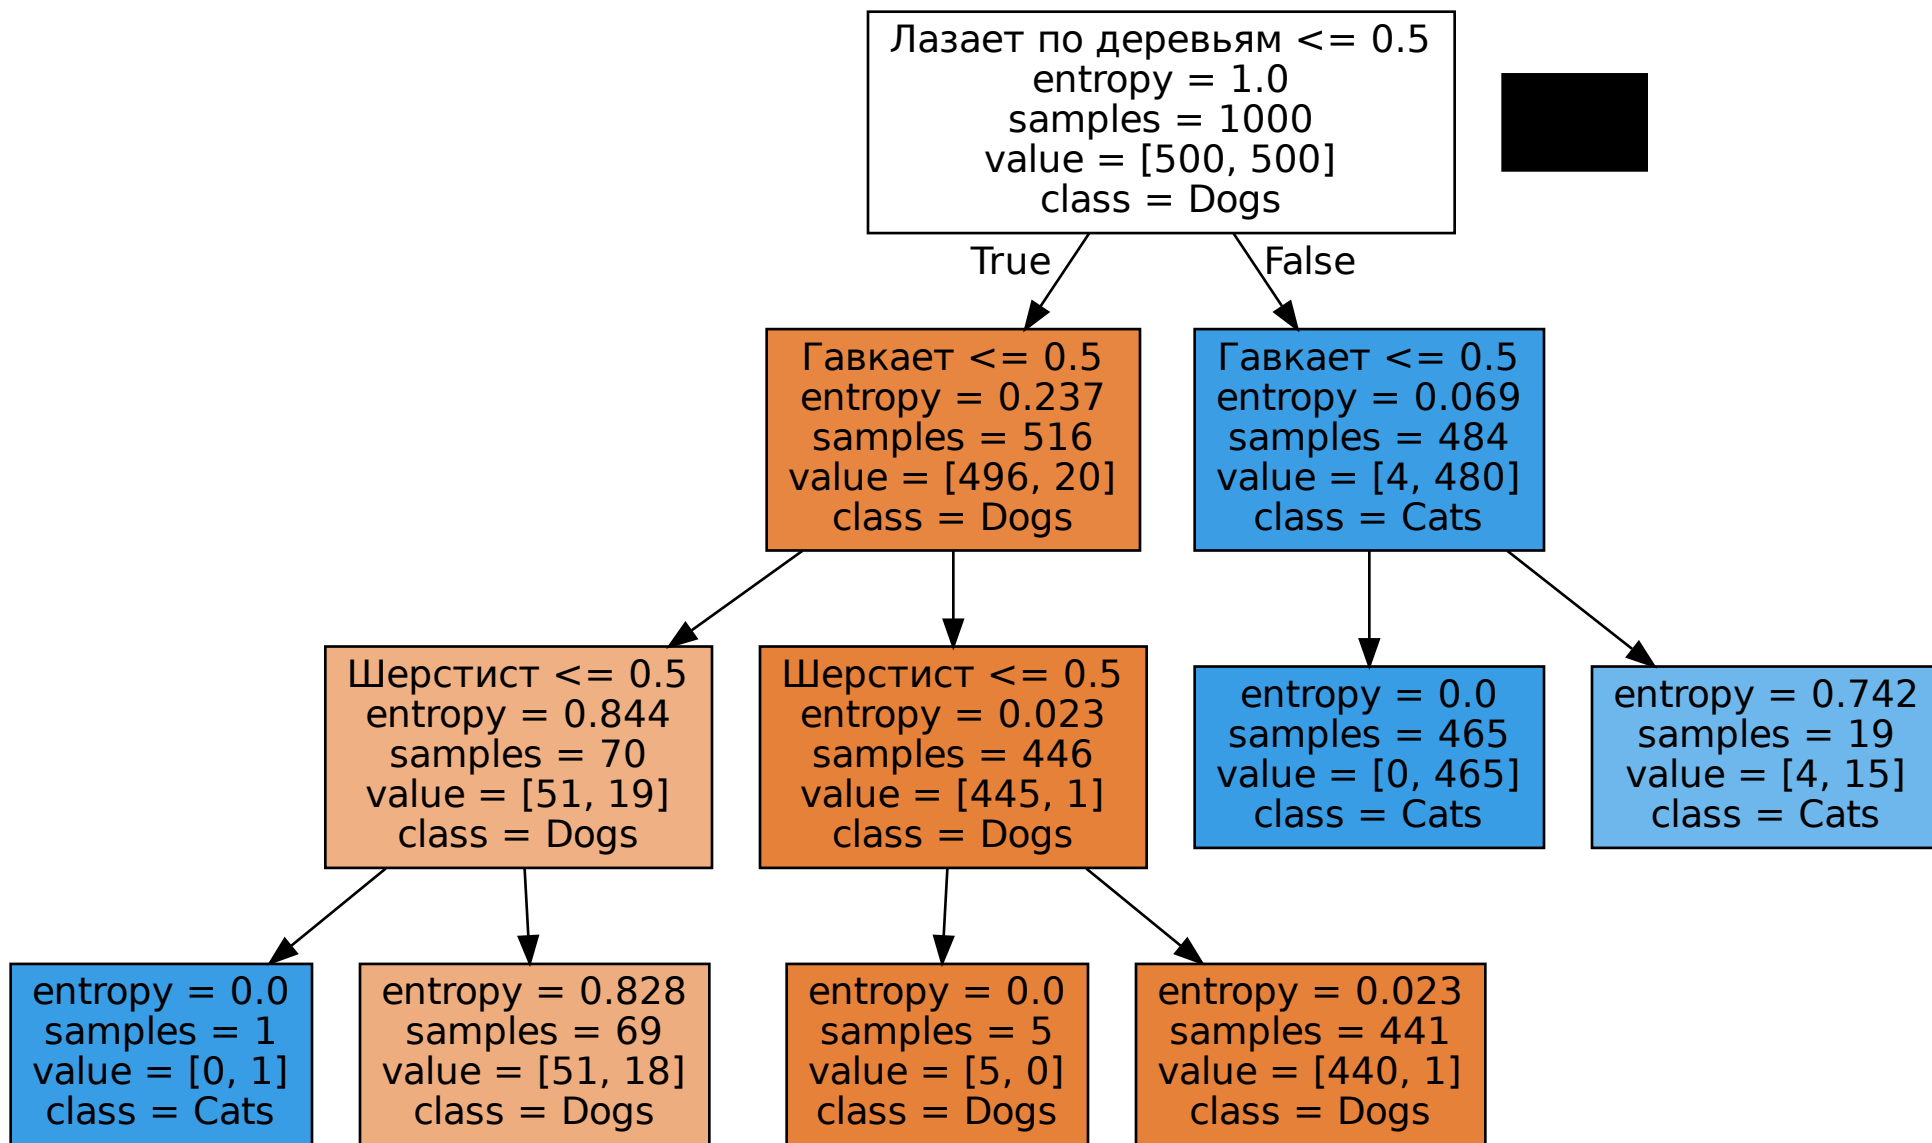 Лазает по деревьям <= 0.5
entropy = 1.0
samples = 1000
value = [500, 500]
class = Dogs
True
False
Гавкает <= 0.5
entropy = 0.237
samples = 516
value = [496, 20]
class = Dogs
Гавкает <= 0.5
entropy = 0.069
samples = 484
value = [4, 480]
class = Cats
Шерстист <= 0.5
entropy = 0.844
samples = 70
value = [51, 19]
class = Dogs
Шерстист <= 0.5
entropy = 0.023
samples = 446
value = [445, 1]
class = Dogs
entropy = 0.0
samples = 465
value = [0, 465]
class = Cats
entropy = 0.742
samples = 19
value = [4, 15]
class = Cats
entropy = 0.0
samples = 1
value = [0, 1]
class = Cats
entropy = 0.828
samples = 69
value = [51, 18]
class = Dogs
entropy = 0.0
samples = 5
value = [5, 0]
class = Dogs
entropy = 0.023
samples = 441
value = [440, 1]
class = Dogs